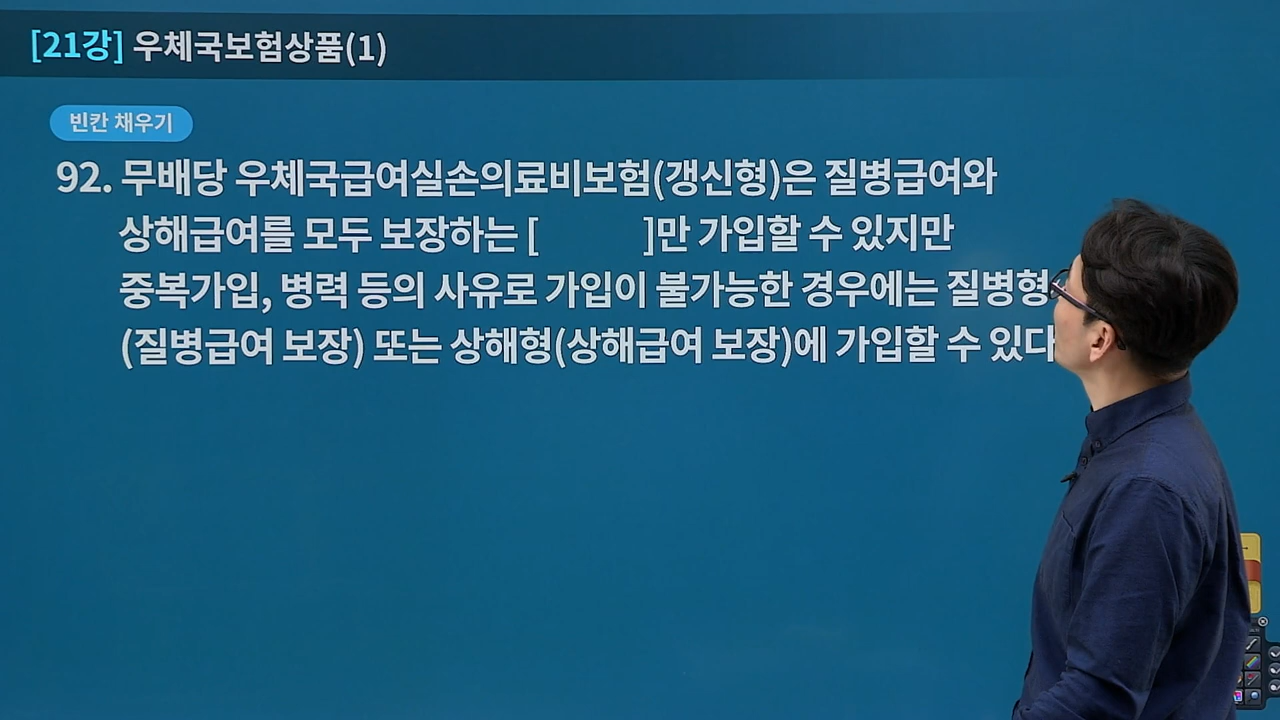 [21강] 우체국보험상품(1)
빈칸 채우기
92. 무배당 우체국급여실손의료비보험(갱신형)은 질병급여와
상해급여를 모두 보장하는 [ ]만 가입할 수 있지만
중복가입, 병력 등의 사유로 가입이 불가능한 경우에는 질병형
(질병급여 보장) 또는 상해형(상해급여 보장)에 가입할 수 있다